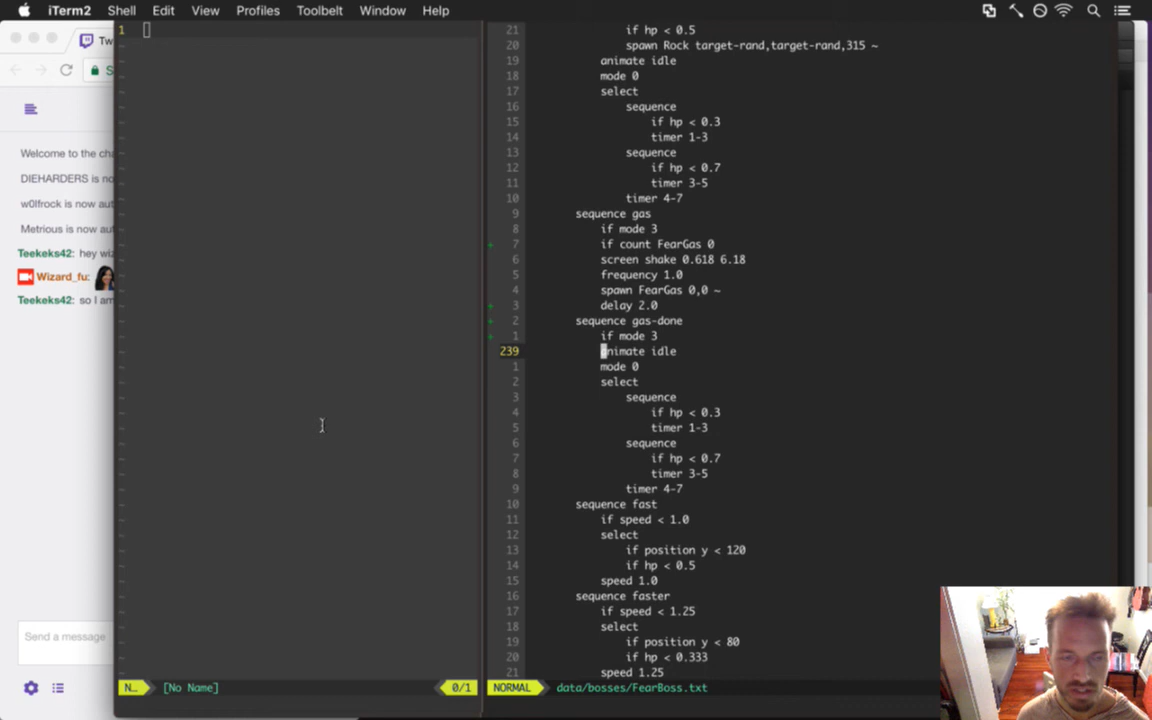 iTerm2 Shell Edit View Profiles Toolbelt Window Help
Tw
S
Welcome to the cha
DIEHARDERS is no
w0lfrock is now aut
Metrious is now aut
Teekeks42: hey wiz
Wizard_fu:
Teekeks42: so I am
Send a message
1
N... [No Name] 0/1
21 if hp < 0.5
20 spawn Rock target-rand,target-rand,315 ~
19 animate idle
18 mode 0
17 select
16 sequence
15 if hp < 0.3
14 timer 1-3
13 sequence
12 if hp < 0.7
11 timer 3-5
10 timer 4-7
9 sequence gas
8 if mode 3
+ 7 if count FearGas 0
6 screen shake 0.618 6.18
5 frequency 1.0
4 spawn FearGas 0,0 ~
+ 3 delay 2.0
+ 2 sequence gas-done
+ 1 if mode 3
239 animate idle
1 mode 0
2 select
3 sequence
4 if hp < 0.3
5 timer 1-3
6 sequence
7 if hp < 0.7
8 timer 3-5
9 timer 4-7
10 sequence fast
11 if speed < 1.0
12 select
13 if position y < 120
14 if hp < 0.5
15 speed 1.0
16 sequence faster
17 if speed < 1.25
18 select
19 if position y < 80
20 if hp < 0.333
21 speed 1.25
NORMAL data/bosses/FearBoss.txt